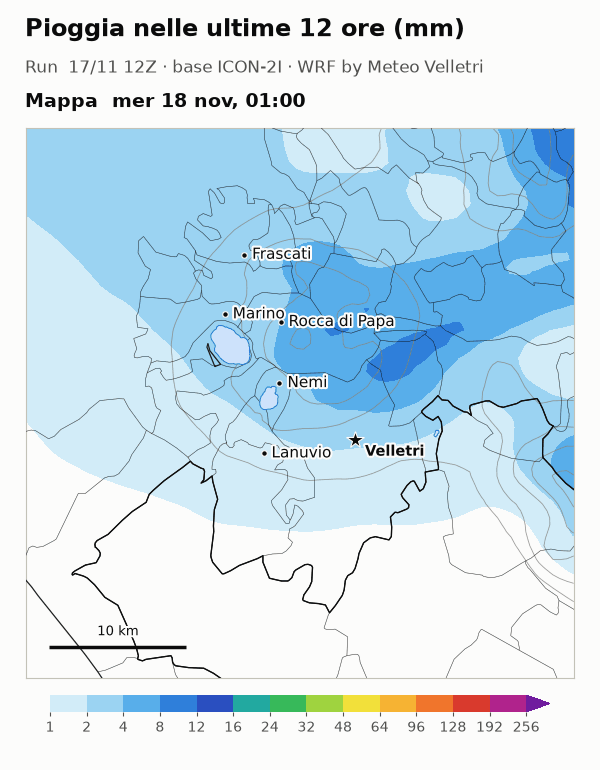 Pioggia nelle ultime 12 ore (mm)
Run  17/11 12Z · base ICON-2I · WRF by Meteo Velletri
Mappa  mer 18 nov, 01:00
Frascati
Marino
Rocca di Papa
Nemi
Velletri
Lanuvio
10 km
1 2 4 8 12 16 24 32 48 64 96 128 192 256